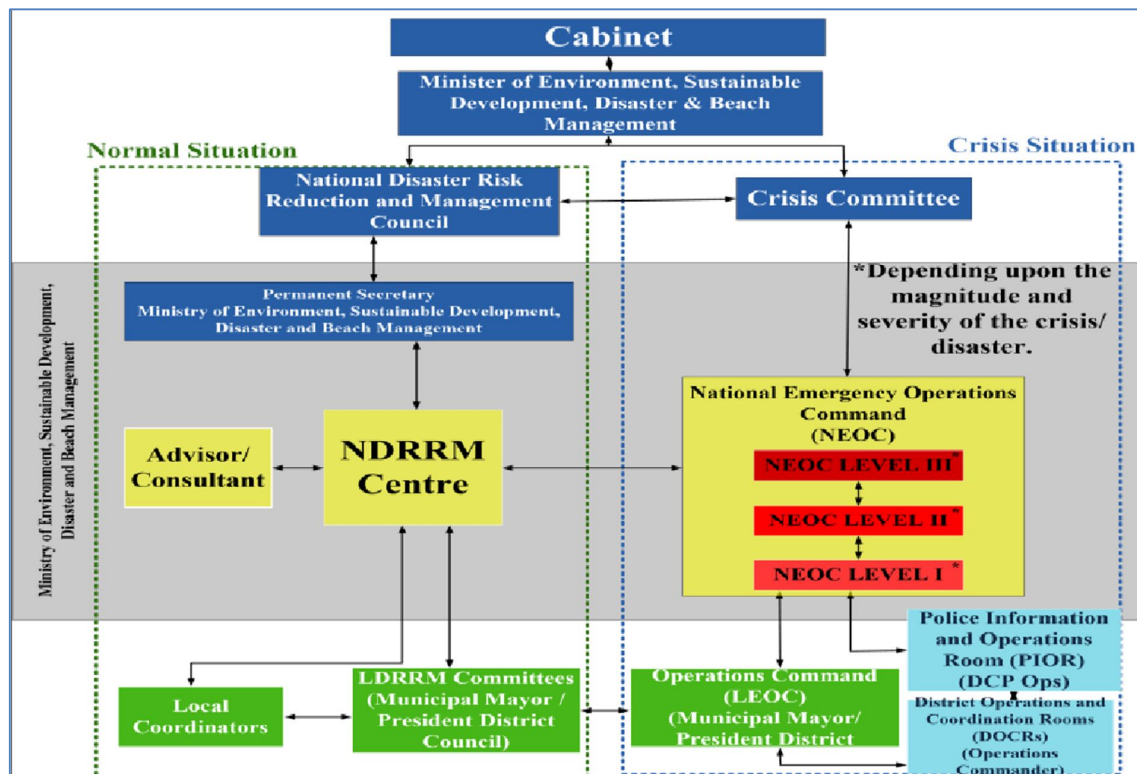 Cabinet
Minister of Environment, Sustainable
Development, Disaster & Beach
Management
Normal Situation
Crisis Situation
National Disaster Risk
Reduction and Management
Council
Crisis Committee
*Depending upon the
magnitude and
severity of the crisis/
disaster.
Permanent Secretary
Ministry of Environment, Sustainable Development,
Disaster and Beach Management
Ministry of Environment, Sustainable Development,
Disaster and Beach Management
Advisor/
Consultant
NDRRM
Centre
National Emergency Operations
Command
(NEOC)
NEOC LEVEL III*
NEOC LEVEL II*
NEOC LEVEL I*
Local
Coordinators
LDRRM Committees
(Municipal Mayor /
President District
Council)
Operations Command
(LEOC)
(Municipal Mayor/
President District
Police Information
and Operations
Room (PIOR)
(DCP Ops)
District Operations and
Coordination Rooms
(DOCRs)
(Operations
Commander)